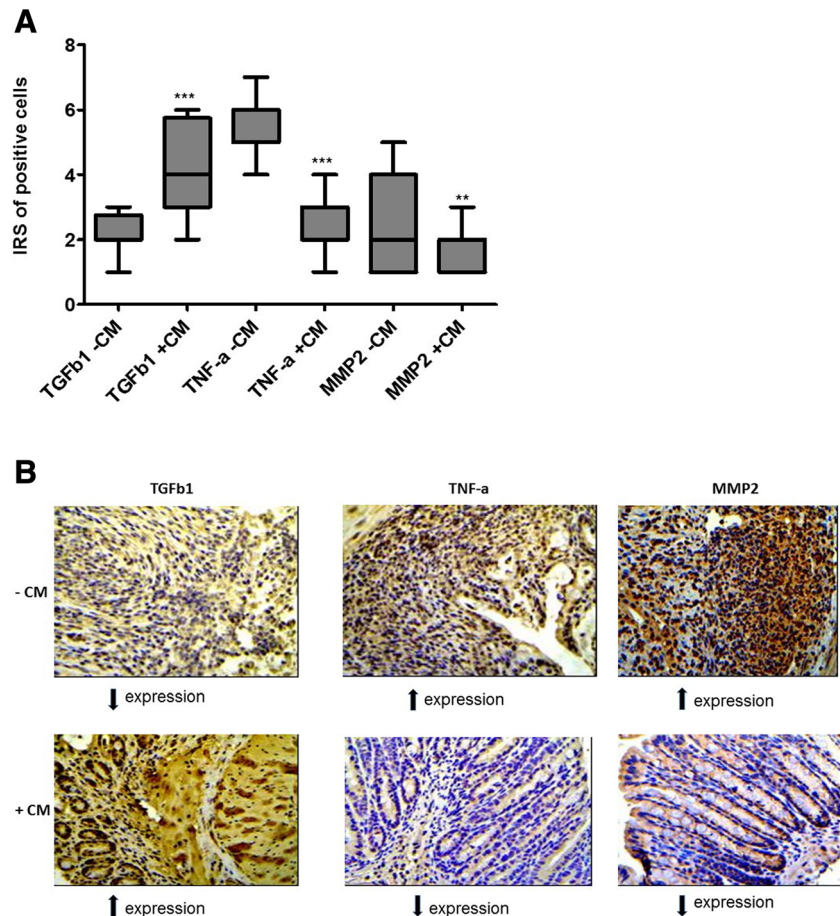 A
IRS of positive cells
8
6
4
2
0
***
***
**
TGFb1 -CM
TGFb1 +CM
TNF-a -CM
TNF-a +CM
MMP2 -CM
MMP2 +CM
B
TGFb1 TNF-a MMP2
- CM
expression expression expression
+ CM
expression expression expression